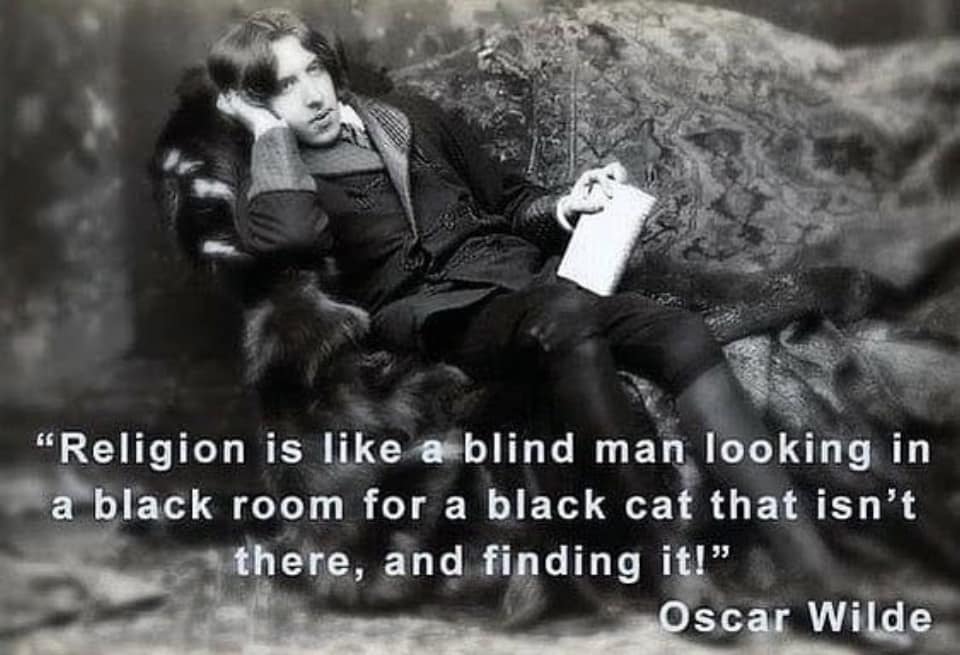 “Religion is like a blind man looking in
a black room for a black cat that isn’t
there, and finding it!”
Oscar Wilde